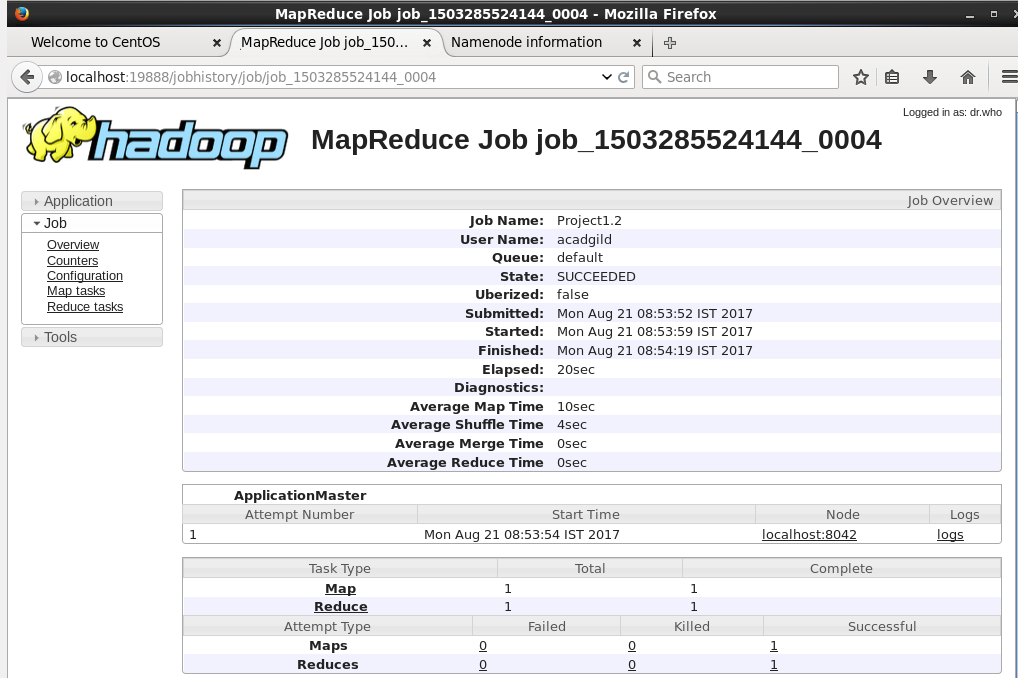 MapReduce Job job_1503285524144_0004 - Mozilla Firefox
Welcome to CentOS
MapReduce Job job_150...
Namenode information
localhost:19888/jobhistory/job/job_1503285524144_0004
Search
Logged in as: dr.who
hadoop
MapReduce Job job_1503285524144_0004
Application
Job
Overview
Counters
Configuration
Map tasks
Reduce tasks
Tools
Job Overview
Job Name: Project1.2
User Name: acadgild
Queue: default
State: SUCCEEDED
Uberized: false
Submitted: Mon Aug 21 08:53:52 IST 2017
Started: Mon Aug 21 08:53:59 IST 2017
Finished: Mon Aug 21 08:54:19 IST 2017
Elapsed: 20sec
Diagnostics:
Average Map Time 10sec
Average Shuffle Time 4sec
Average Merge Time 0sec
Average Reduce Time 0sec
ApplicationMaster
Attempt Number Start Time Node Logs
1 Mon Aug 21 08:53:54 IST 2017 localhost:8042 logs
Task Type Total Complete
Map 1 1
Reduce 1 1
Attempt Type Failed Killed Successful
Maps 0 0 1
Reduces 0 0 1